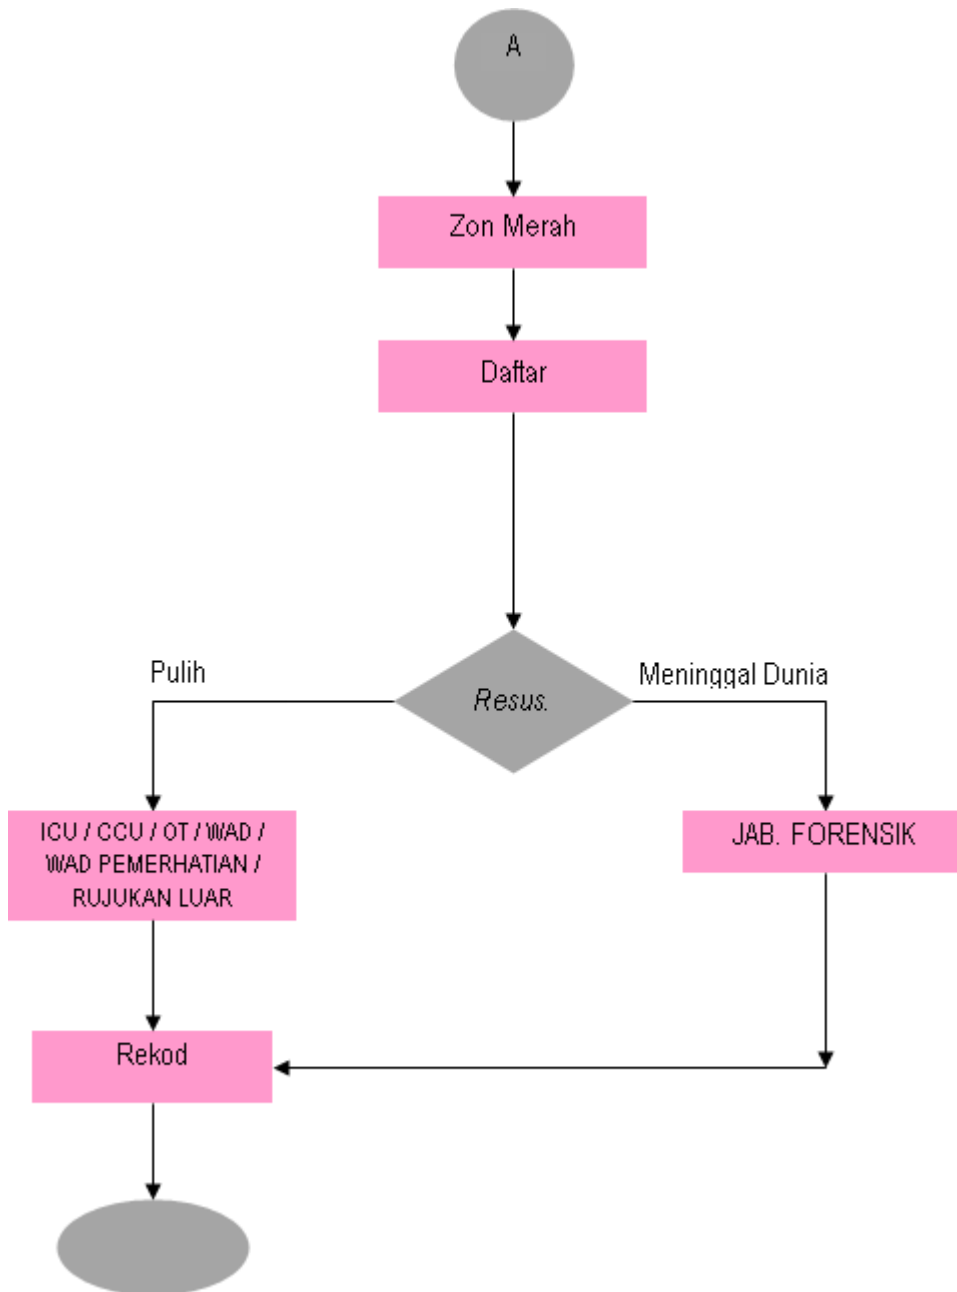 A
Zon Merah
Daftar
Pulih
Meninggal Dunia
Resus.
ICU / CCU / OT / WAD /
WAD PEMERHATIAN /
RUJUKAN LUAR
JAB. FORENSIK
Rekod